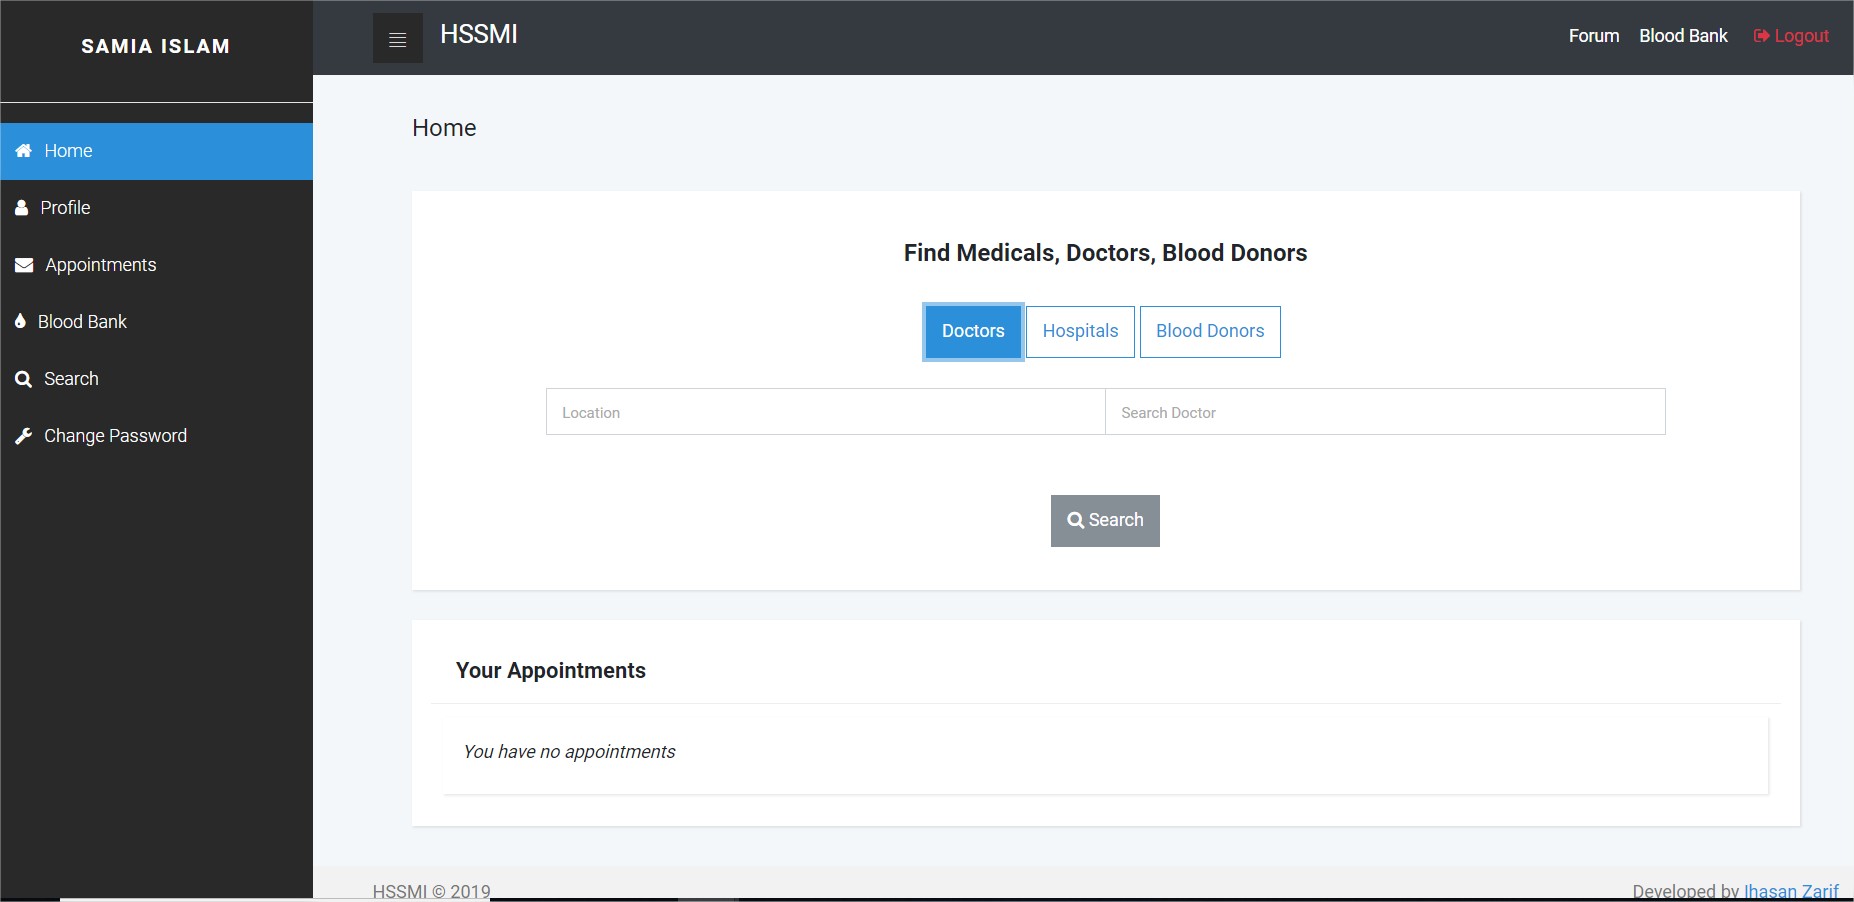 SAMIA ISLAM
Home
Profile
Appointments
Blood Bank
Search
Change Password
HSSMI
Forum Blood Bank Logout
Home
Find Medicals, Doctors, Blood Donors
Doctors Hospitals Blood Donors
Location Search Doctor
Search
Your Appointments
You have no appointments
HSSMI © 2019 Developed by Ihasan Zarif